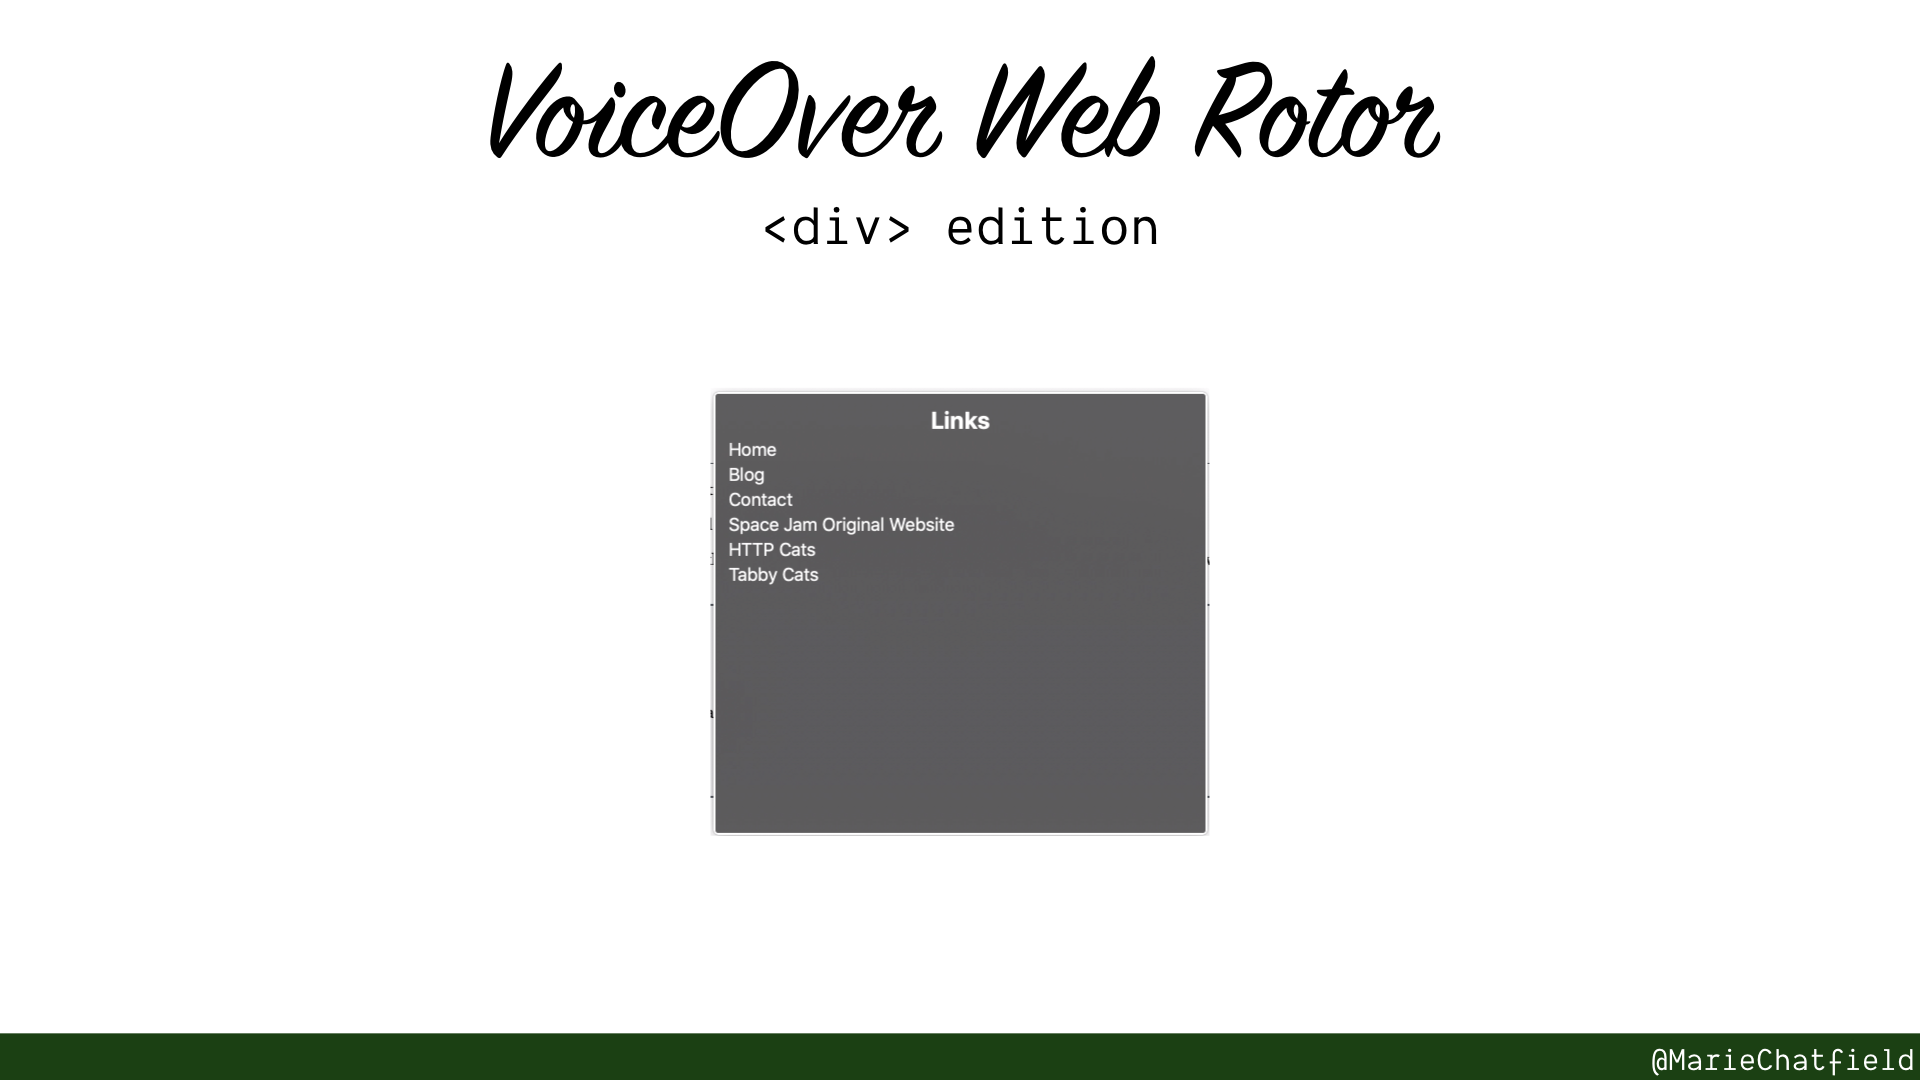 VoiceOver Web Rotor
<div> edition
Links
Home
Blog
Contact
Space Jam Original Website
HTTP Cats
Tabby Cats
@MarieChatfield